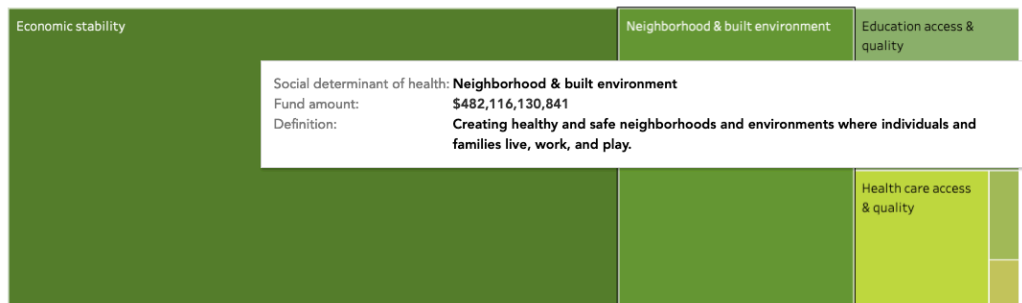 Economic stability
Neighborhood & built environment
Education access &
quality
Social determinant of health: Neighborhood & built environment
Fund amount: $482,116,130,841
Definition: Creating healthy and safe neighborhoods and environments where individuals and
families live, work, and play.
Health care access
& quality